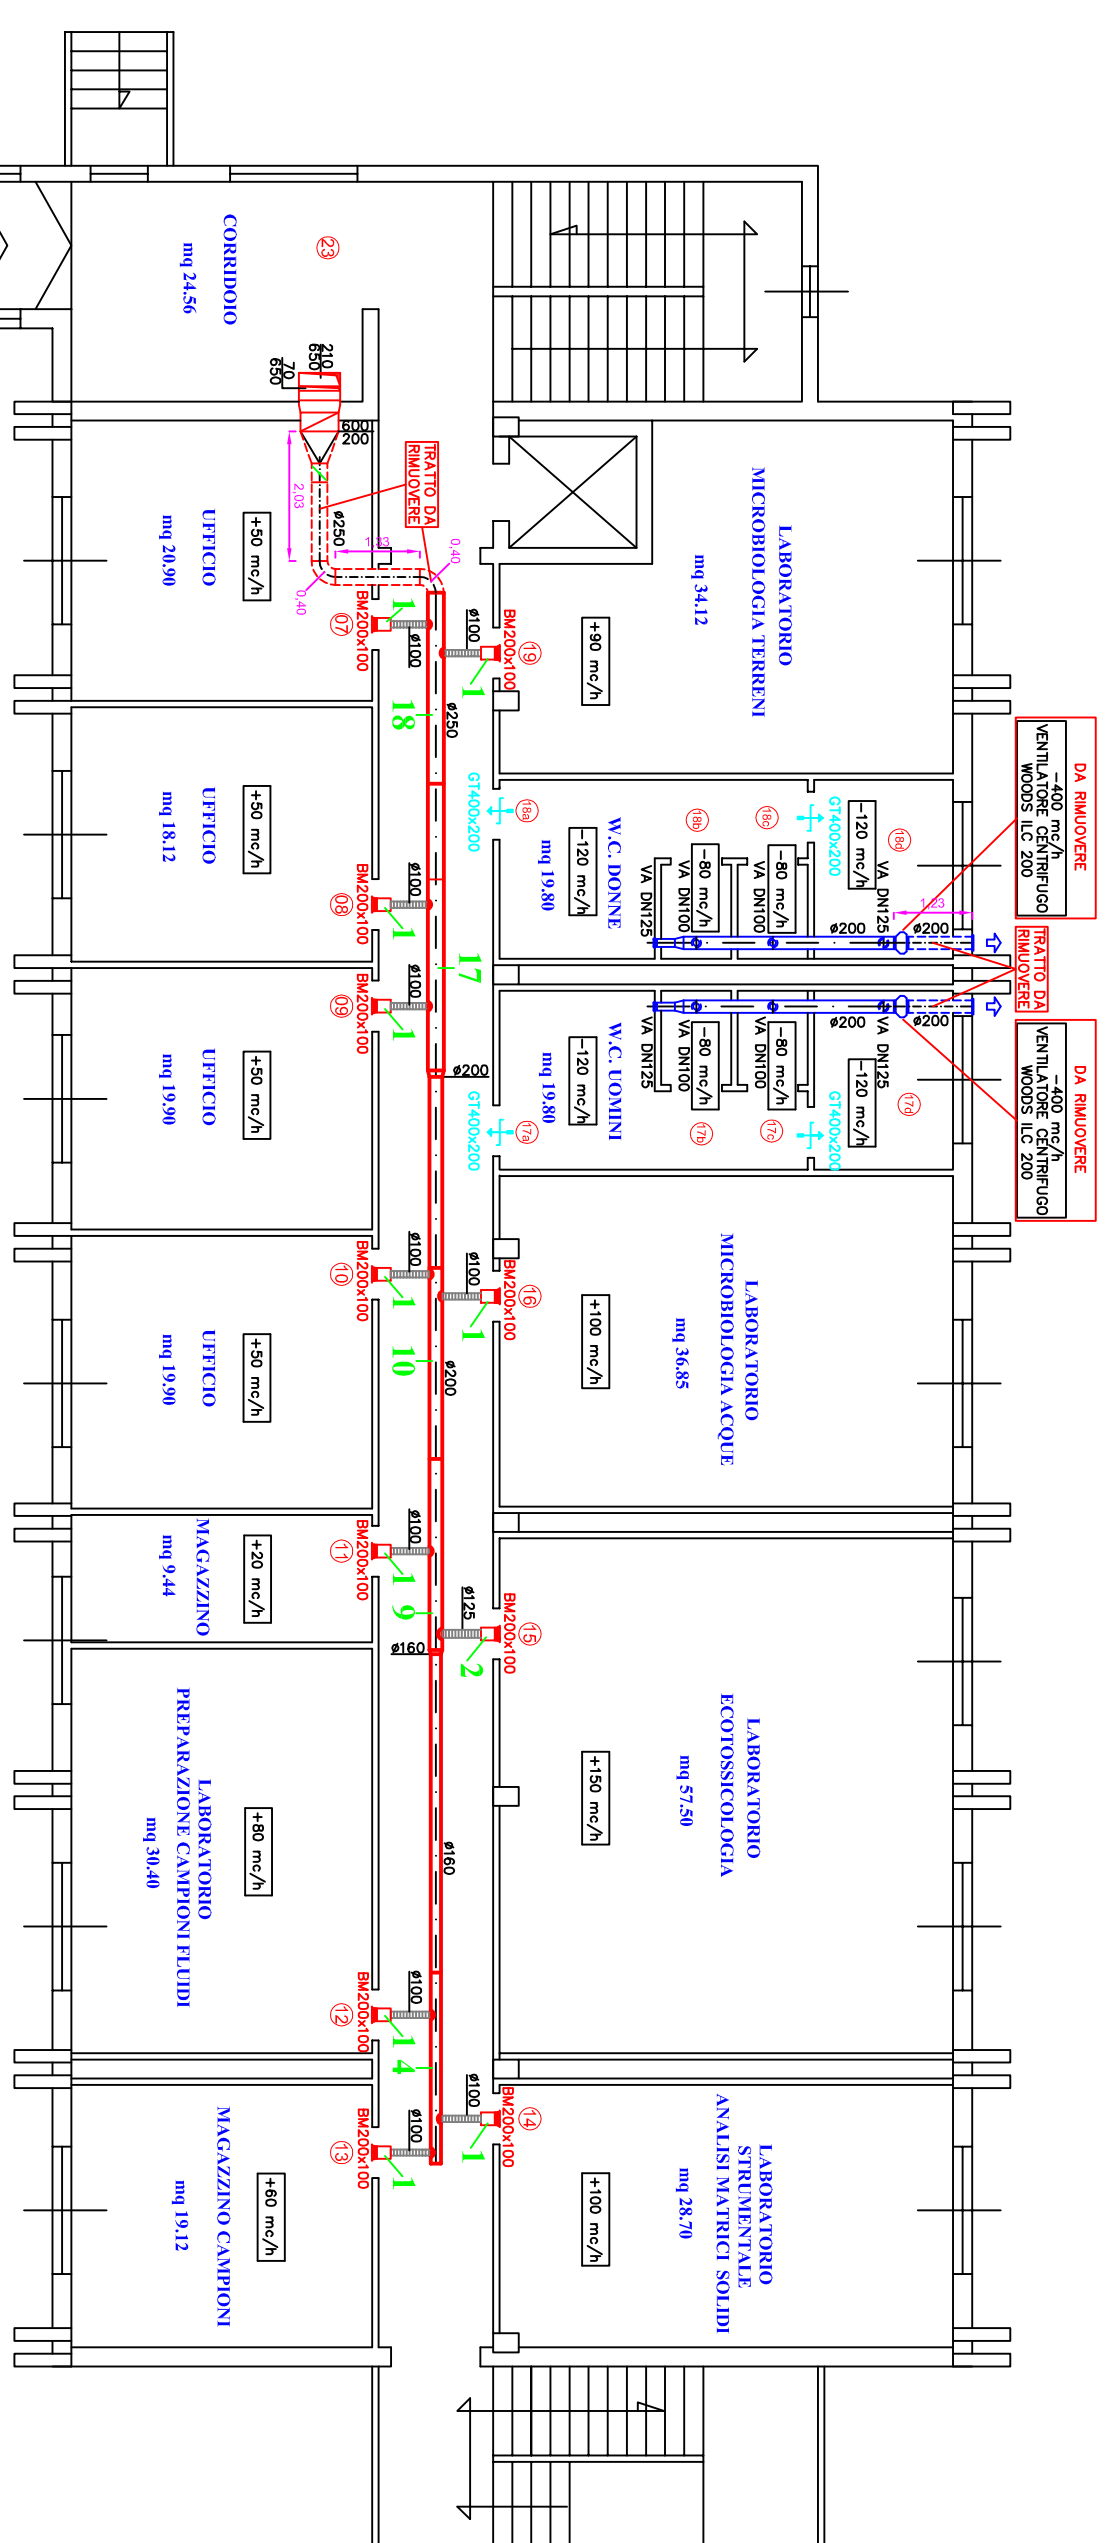 DA RIMUOVERE
-400 mc/h
VENTILATORE CENTRIFUGO
WOODS ILC 200
TRATTO DA
RIMUOVERE
DA RIMUOVERE
-400 mc/h
VENTILATORE CENTRIFUGO
WOODS ILC 200
LABORATORIO
MICROBIOLOGIA TERRENI
mq 34.12
+90 mc/h
19
BM200x100
ø100
1
18d
-120 mc/h
GT400x200
VA DN125
1,23
ø200
ø200
18c
-80 mc/h
VA DN100
18b
-80 mc/h
VA DN100
VA DN125
W.C. DONNE
-120 mc/h
mq 19.80
18a
GT400x200
17d
-120 mc/h
GT400x200
VA DN125
ø200
ø200
17c
-80 mc/h
VA DN100
17b
-80 mc/h
VA DN100
VA DN125
W.C. UOMINI
-120 mc/h
mq 19.80
17a
GT400x200
LABORATORIO
MICROBIOLOGIA ACQUE
mq 36.85
+100 mc/h
16
BM200x100
ø100
1
LABORATORIO
ECOTOSSICOLOGIA
mq 57.50
+150 mc/h
15
BM200x100
ø125
2
LABORATORIO
STRUMENTALE
ANALISI MATRICI SOLIDI
mq 28.70
+100 mc/h
14
BM200x100
ø100
1
TRATTO DA
RIMUOVERE
0,40
1,33
ø250
0,40
2,03
600
200
210
650
70
650
18
ø250
17
ø200
10
ø200
9
ø160
ø160
4
23
CORRIDOIO
mq 24.56
ø100
1
BM200x100
07
+50 mc/h
UFFICIO
mq 20.90
ø100
1
BM200x100
08
+50 mc/h
UFFICIO
mq 18.12
ø100
1
BM200x100
09
+50 mc/h
UFFICIO
mq 19.90
ø100
1
BM200x100
10
+50 mc/h
UFFICIO
mq 19.90
ø100
1
BM200x100
11
+20 mc/h
MAGAZZINO
mq 9.44
ø100
1
BM200x100
12
+80 mc/h
LABORATORIO
PREPARAZIONE CAMPIONI FLUIDI
mq 30.40
ø100
1
BM200x100
13
+60 mc/h
MAGAZZINO CAMPIONI
mq 19.12